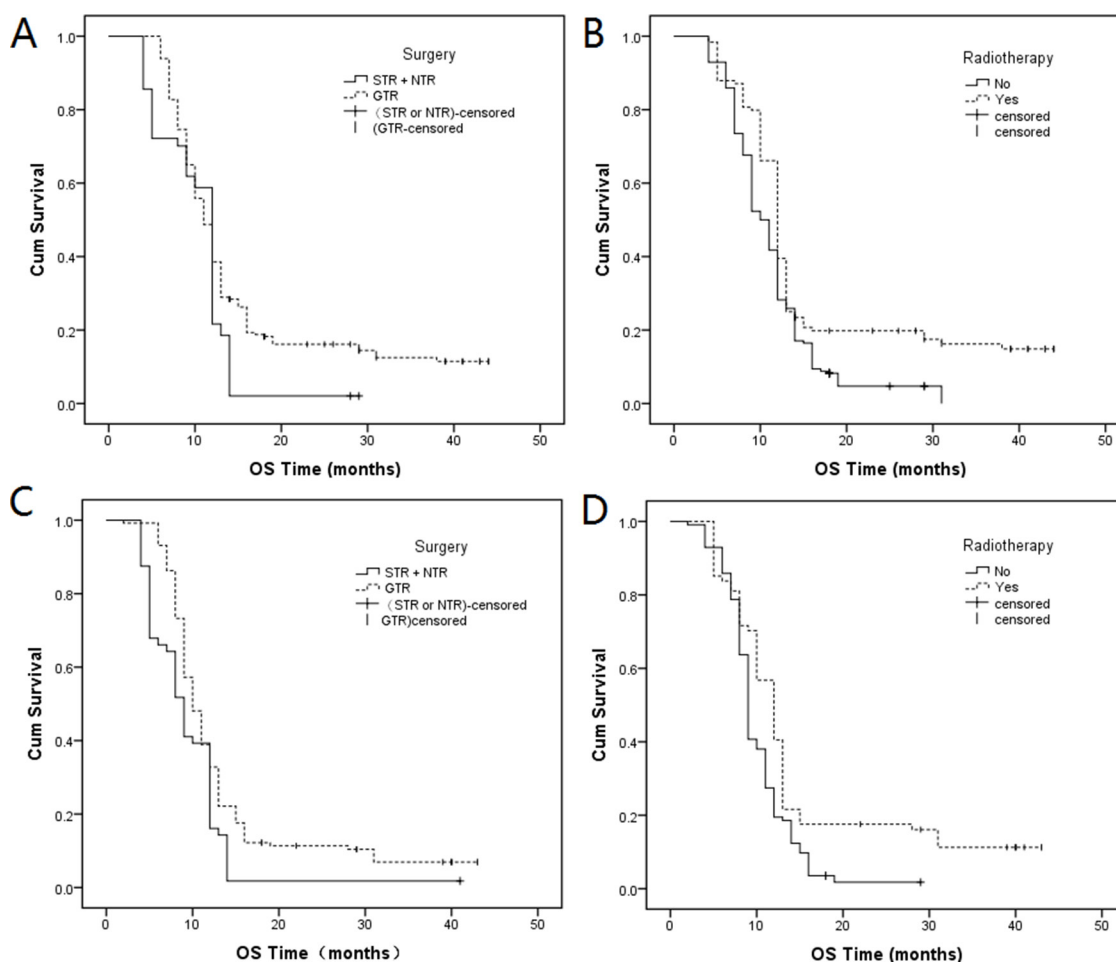 A
Surgery
STR + NTR
GTR
（STR or NTR)-censored
(GTR-censored
Cum Survival
1.0
0.8
0.6
0.4
0.2
0.0
0 10 20 30 40 50
OS Time (months)
B
Radiotherapy
No
Yes
censored
censored
Cum Survival
1.0
0.8
0.6
0.4
0.2
0.0
0 10 20 30 40 50
OS Time (months)
C
Surgery
STR + NTR
GTR
（STR or NTR)-censored
GTR)censored
Cum Survival
1.0
0.8
0.6
0.4
0.2
0.0
0 10 20 30 40 50
OS Time（months）
D
Radiotherapy
No
Yes
censored
censored
Cum Survival
1.0
0.8
0.6
0.4
0.2
0.0
0 10 20 30 40 50
OS Time (months)